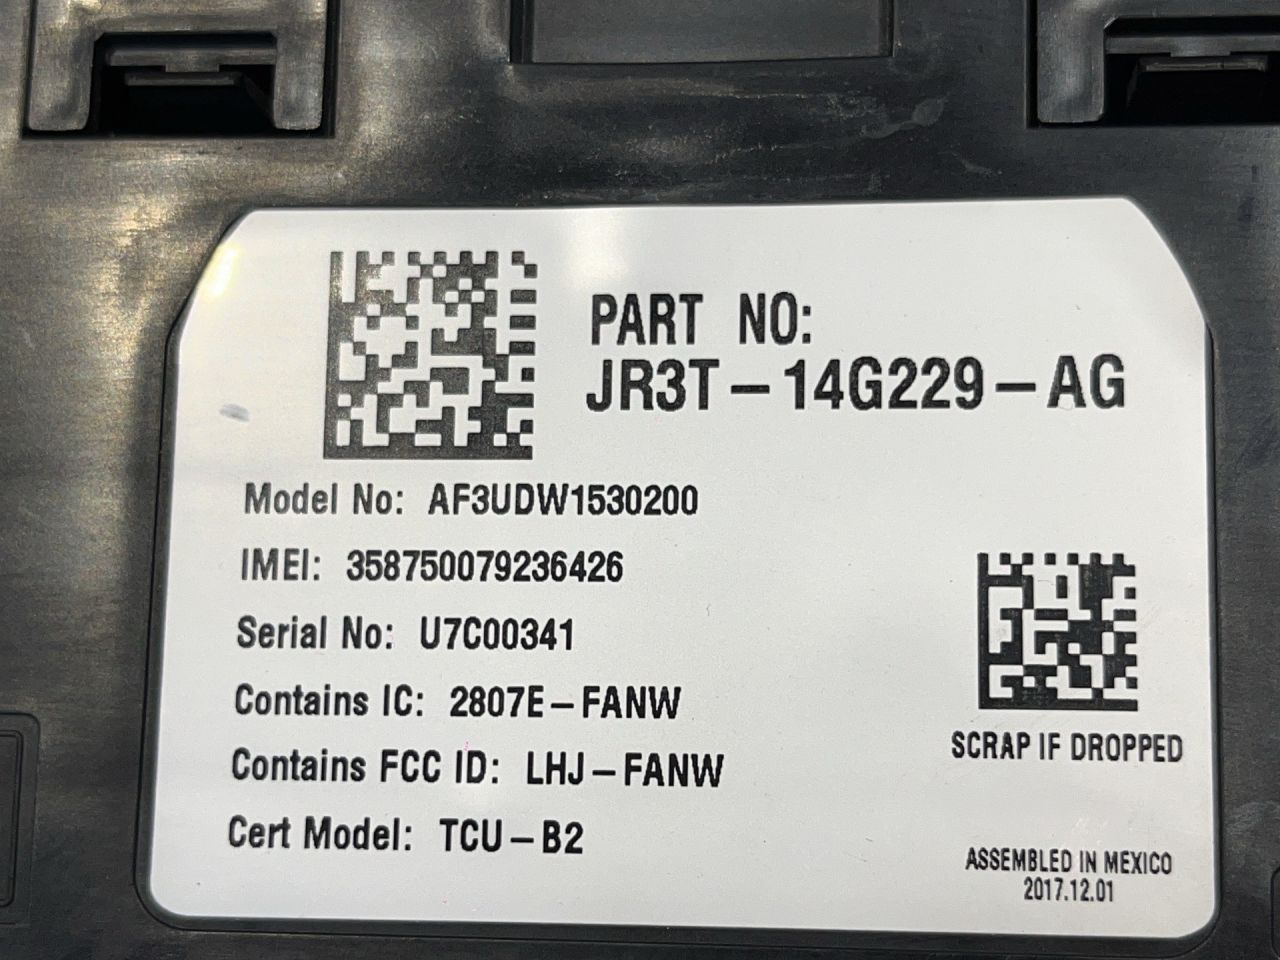 PART NO:
JR3T-14G229-AG
Model No: AF3UDW1530200
IMEI: 358750079236426
Serial No: U7C00341
Contains IC: 2807E-FANW
Contains FCC ID: LHJ-FANW
Cert Model: TCU-B2
SCRAP IF DROPPED
ASSEMBLED IN MEXICO
2017.12.01